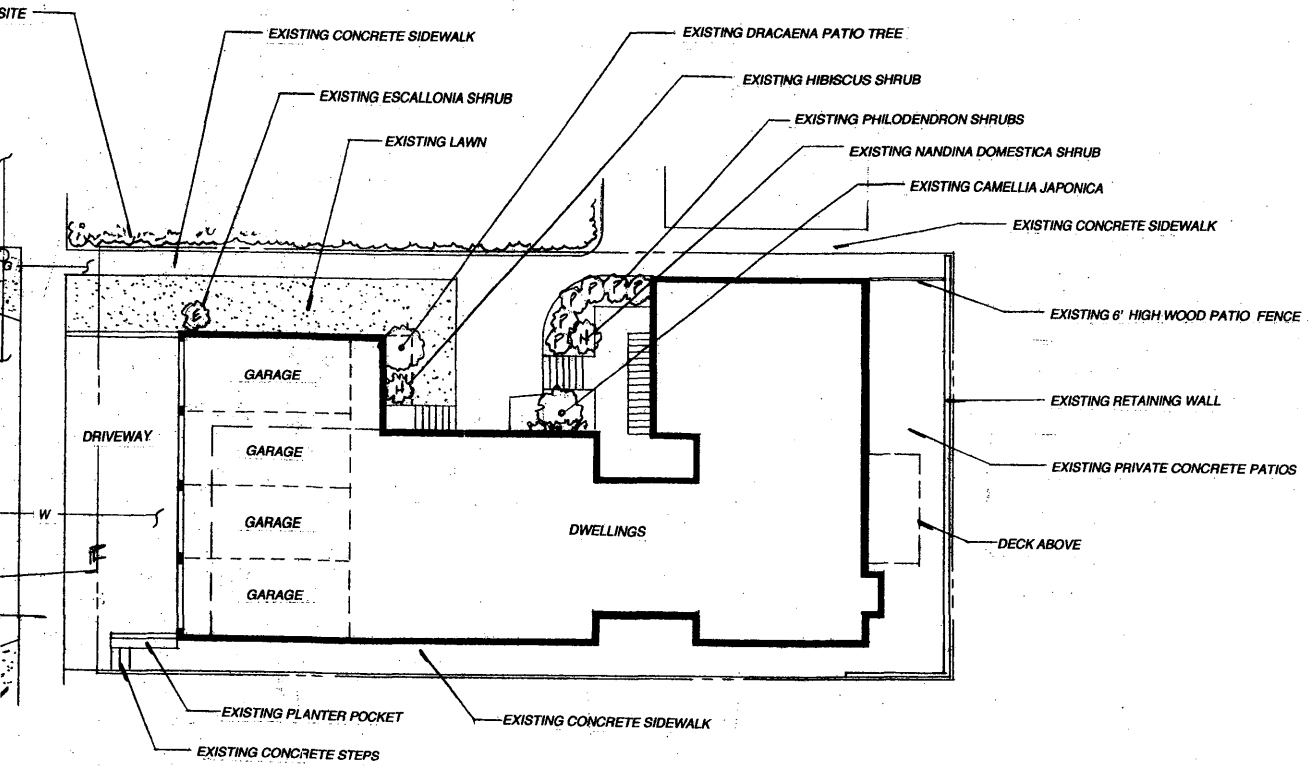 SITE
EXISTING CONCRETE SIDEWALK
EXISTING DRACAENA PATIO TREE
EXISTING HIBISCUS SHRUB
EXISTING ESCALLONIA SHRUB
EXISTING PHILODENDRON SHRUBS
EXISTING LAWN
EXISTING NANDINA DOMESTICA SHRUB
EXISTING CAMELLIA JAPONICA
EXISTING CONCRETE SIDEWALK
G
P P P P
E
P
P N
EXISTING 6' HIGH WOOD PATIO FENCE
GARAGE
H
EXISTING RETAINING WALL
DRIVEWAY
GARAGE
EXISTING PRIVATE CONCRETE PATIOS
W
GARAGE
DWELLINGS
DECK ABOVE
GARAGE
EXISTING PLANTER POCKET
EXISTING CONCRETE SIDEWALK
EXISTING CONCRETE STEPS